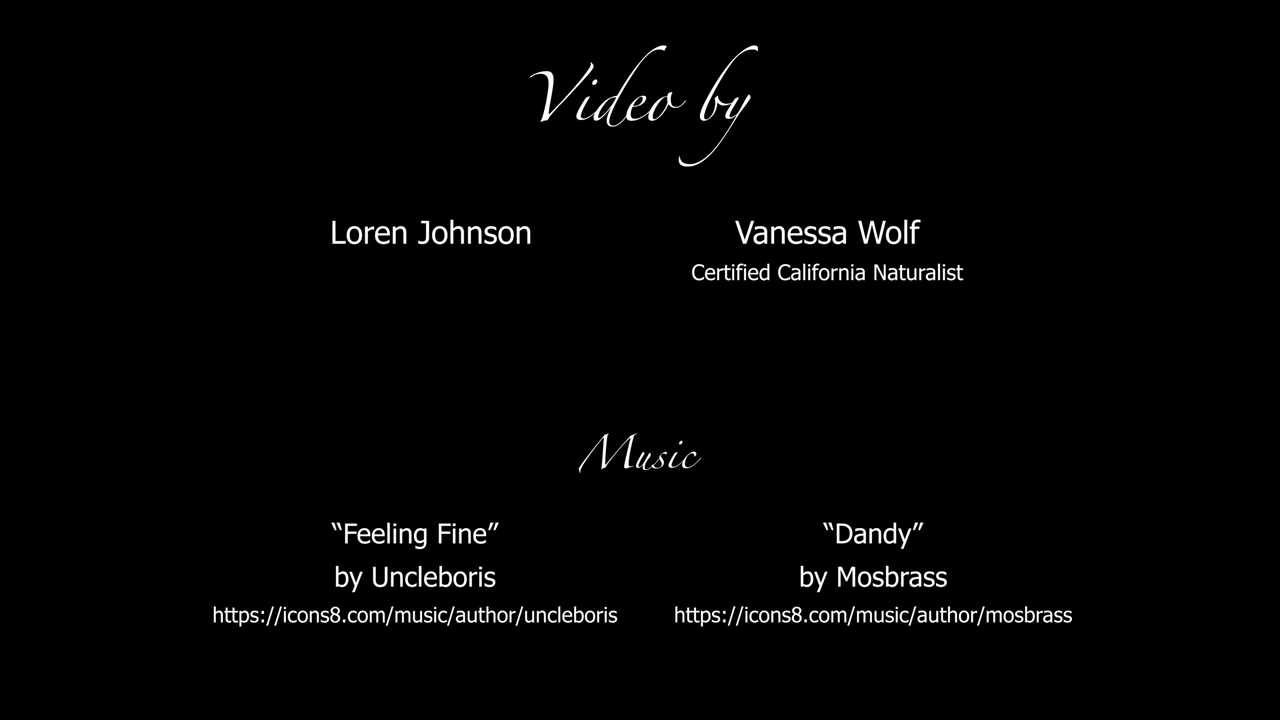 Video by
Loren Johnson
Vanessa Wolf
Certified California Naturalist
Music
“Feeling Fine”
by Uncleboris
https://icons8.com/music/author/uncleboris
“Dandy”
by Mosbrass
https://icons8.com/music/author/mosbrass